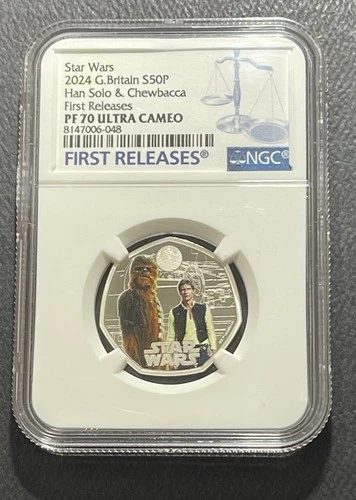 Star Wars
2024 G.Britain S50P
Han Solo & Chewbacca
First Releases
PF 70 ULTRA CAMEO
8147006-048
FIRST RELEASES®
NGC®
STAR
WARS